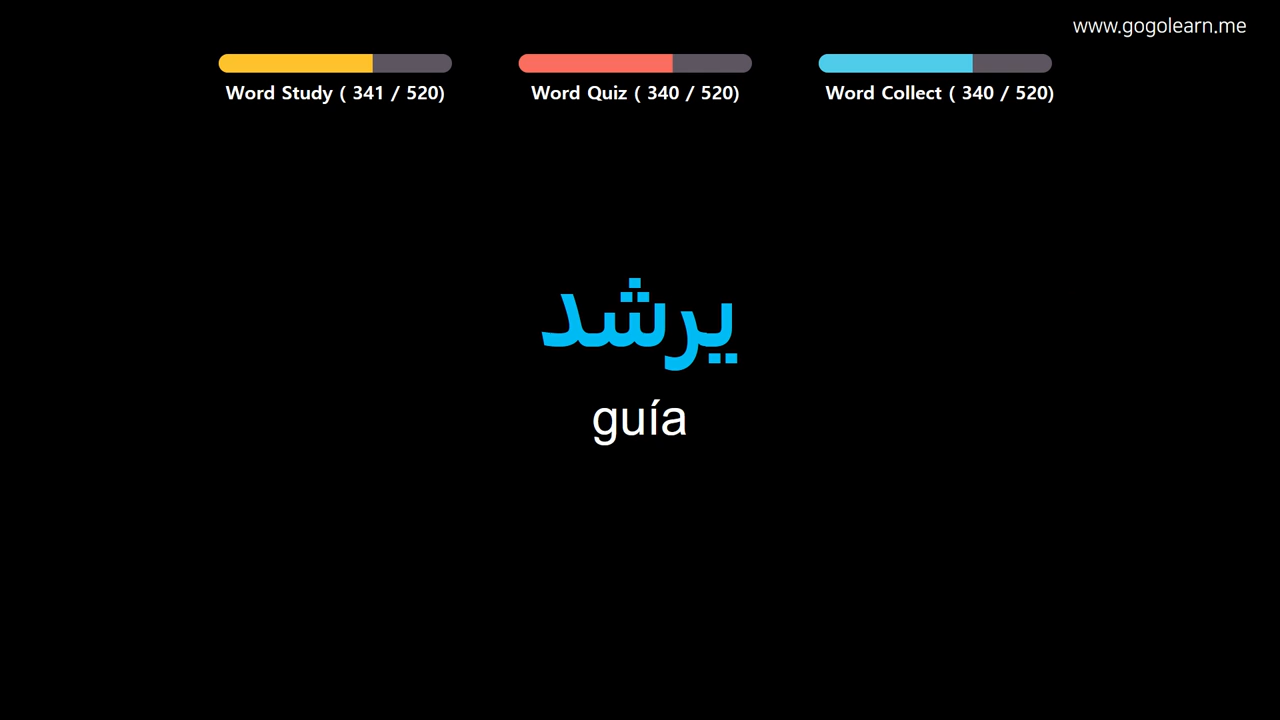 www.gogolearn.me
Word Study ( 341 / 520)
Word Quiz ( 340 / 520)
Word Collect ( 340 / 520)
يرشد
guía